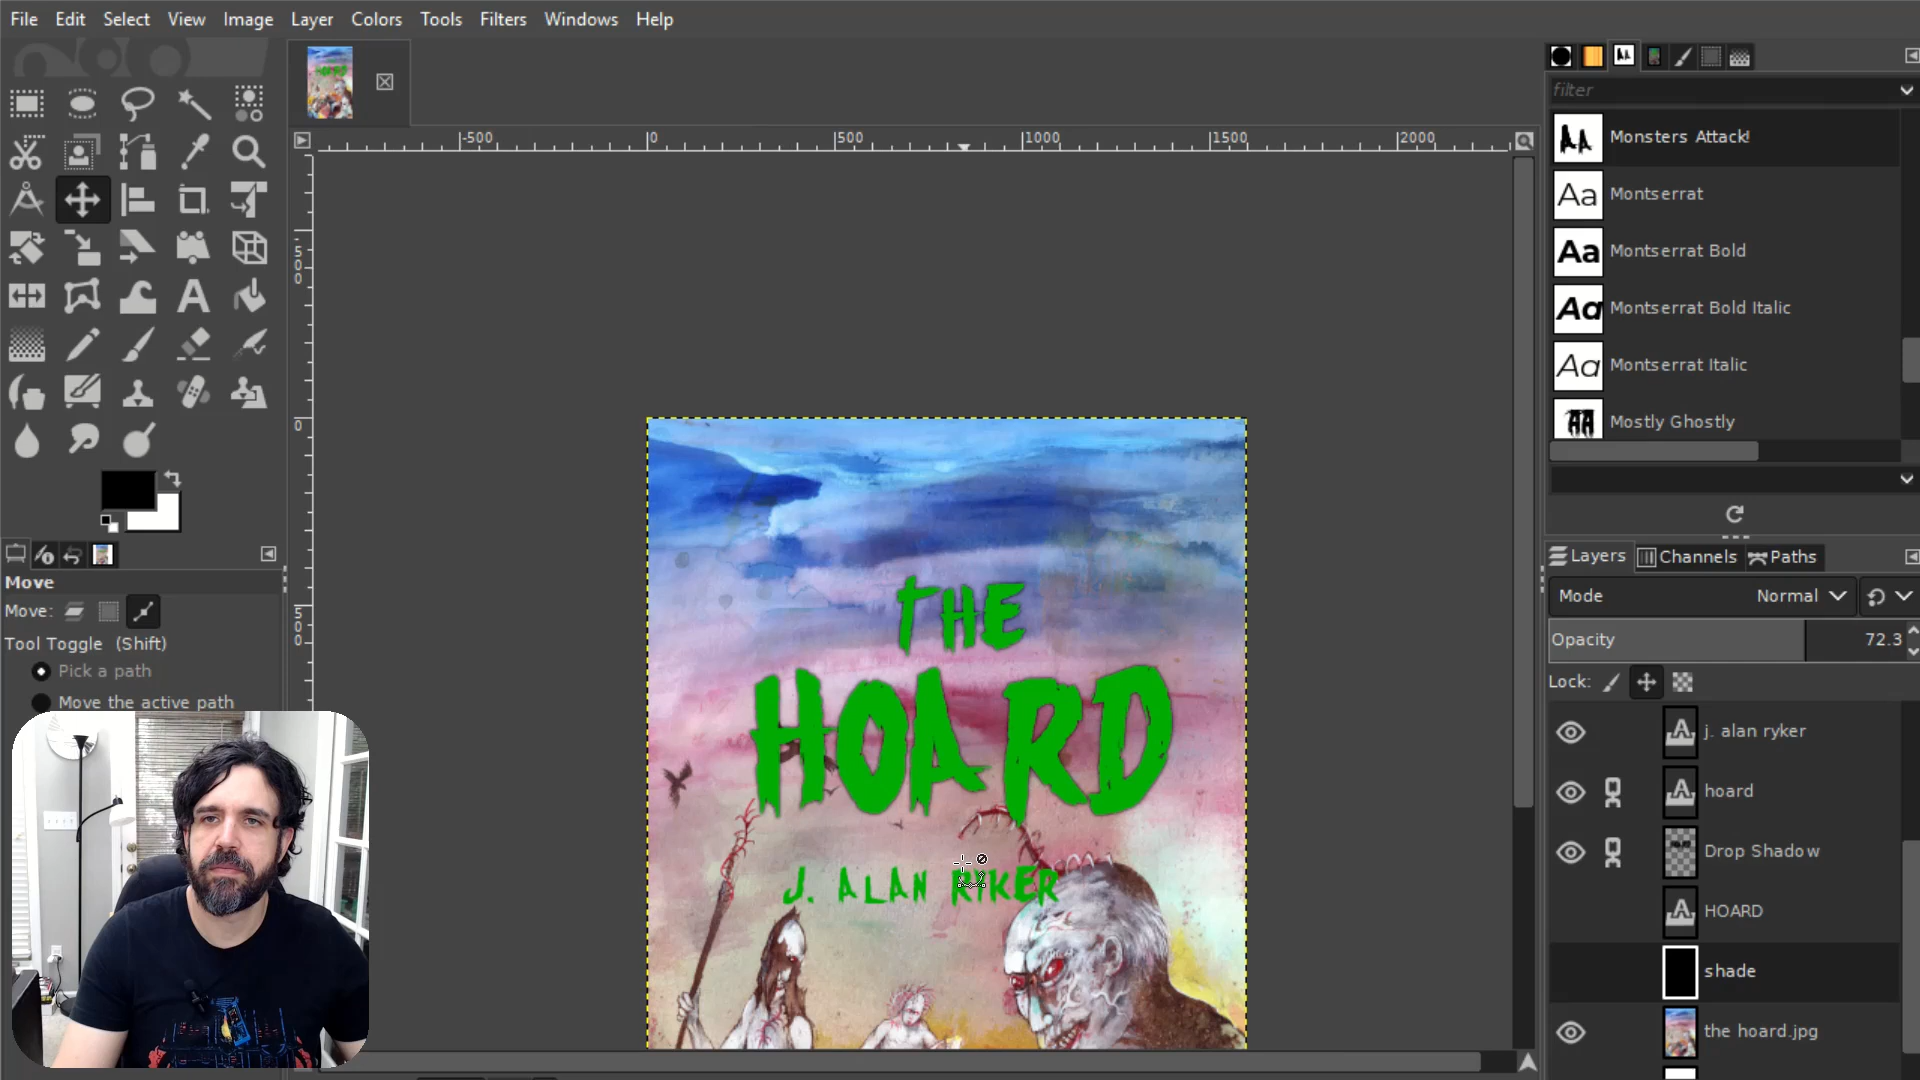 File Edit Select View Image Layer Colors Tools Filters Windows Help
-500 0 500 1000 1500 2000
filter
Monsters Attack!
Aa Montserrat
Aa Montserrat Bold
Aa Montserrat Bold Italic
Aa Montserrat Italic
Mostly Ghostly
-500
0
500
Layers Channels Paths
Mode Normal
Opacity 72.3
Lock:
j. alan ryker
hoard
Drop Shadow
HOARD
shade
the hoard.jpg
Move
Move:
Tool Toggle (Shift)
Pick a path
Move the active path
THE
HOARD
J. ALAN RYKER